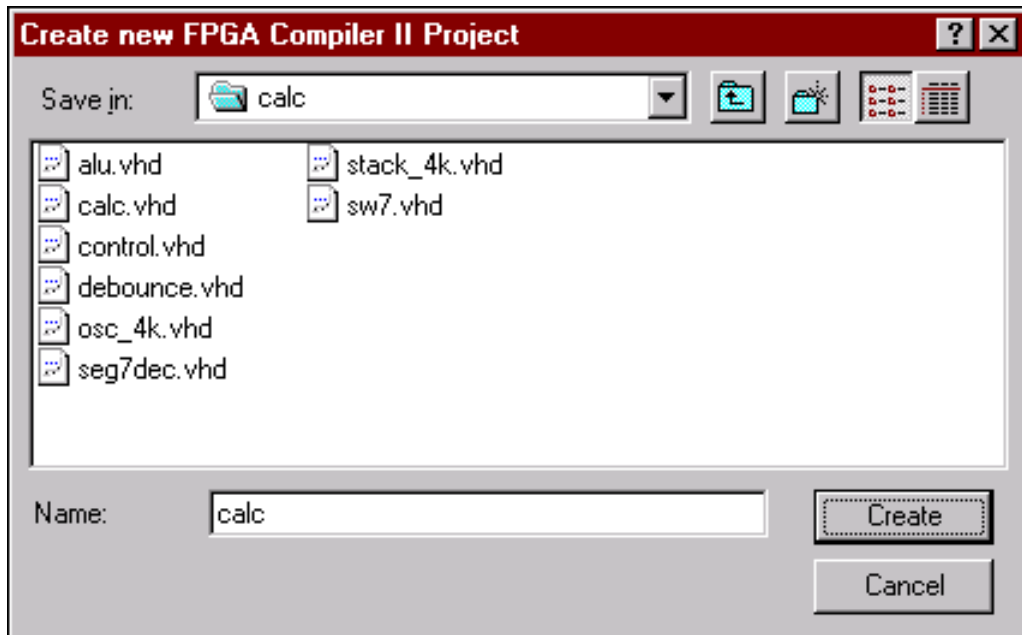 Create new FPGA Compiler II Project
Save in:
calc
alu.vhd
calc.vhd
control.vhd
debounce.vhd
osc_4k.vhd
seg7dec.vhd
stack_4k.vhd
sw7.vhd
Name:
calc
Create
Cancel